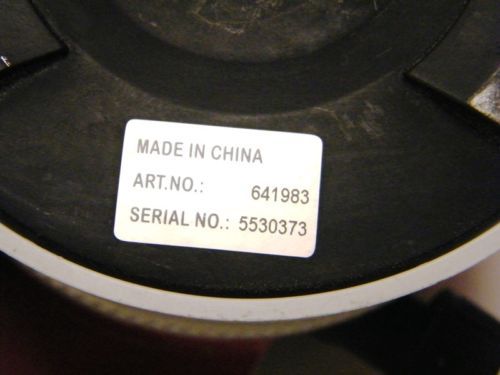 MADE IN CHINA
ART.NO.: 641983
SERIAL NO.: 5530373